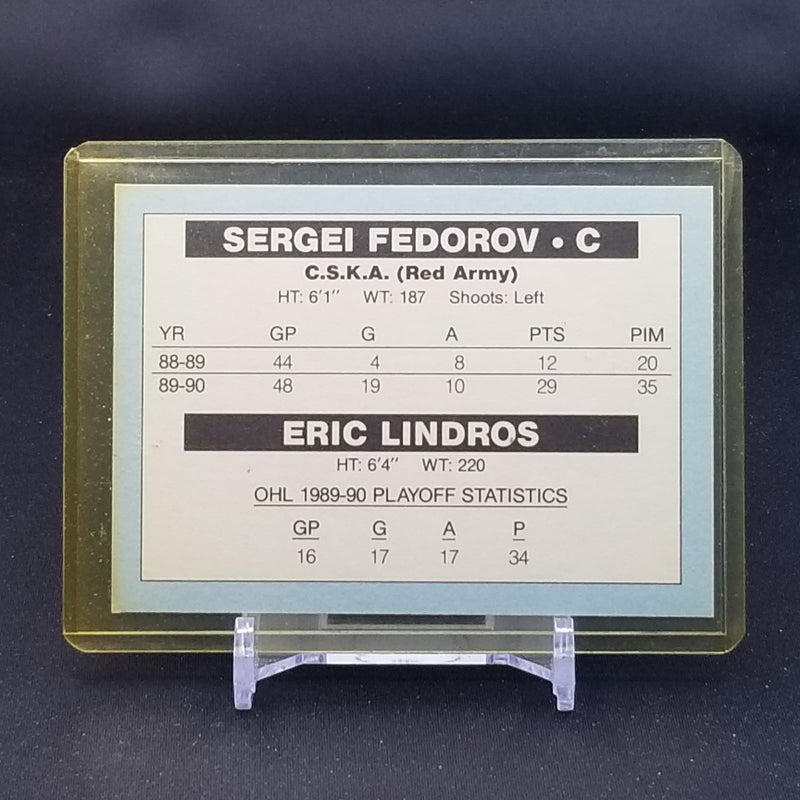 SERGEI FEDOROV • C
C.S.K.A. (Red Army)
HT: 6'1" WT: 187 Shoots: Left
YR GP G A PTS PIM
88-89 44 4 8 12 20
89-90 48 19 10 29 35
ERIC LINDROS
HT: 6'4" WT: 220
OHL 1989-90 PLAYOFF STATISTICS
GP G A P
16 17 17 34